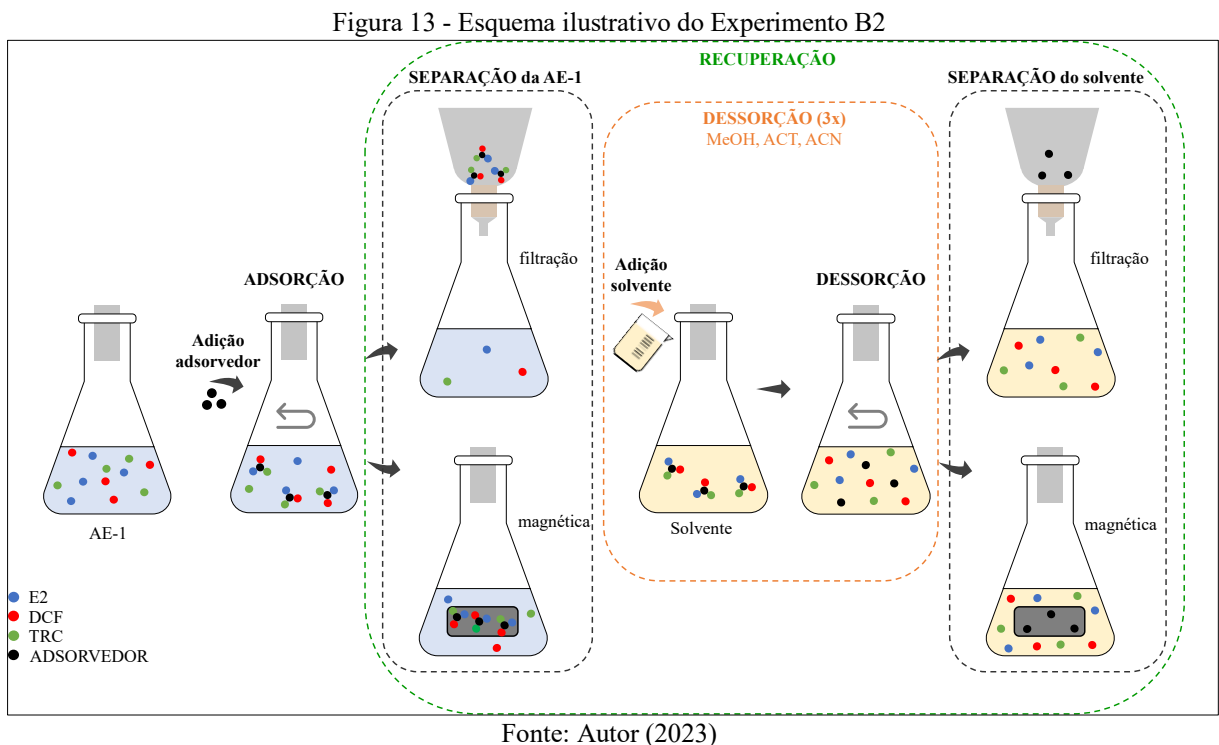 Figura 13 - Esquema ilustrativo do Experimento B2
RECUPERAÇÃO
SEPARAÇÃO da AE-1
SEPARAÇÃO do solvente
DESSORÇÃO (3x)
MeOH, ACT, ACN
filtração
filtração
ADSORÇÃO
Adição
solvente
DESSORÇÃO
Adição
adsorvedor
magnética
magnética
AE-1
Solvente
E2
DCF
TRC
ADSORVEDOR
Fonte: Autor (2023)